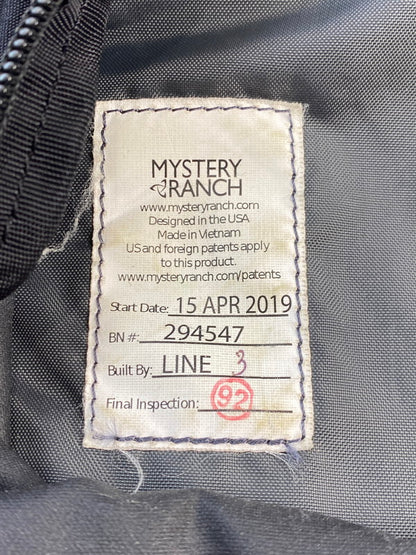 MYSTERY
RANCH
www.mysteryranch.com
Designed in the USA
Made in Vietnam
US and foreign patents apply
to this product.
www.mysteryranch.com/patents
Start Date: 15 APR 2019
BN #: 294547
Built By: LINE 3
Final Inspection: 92